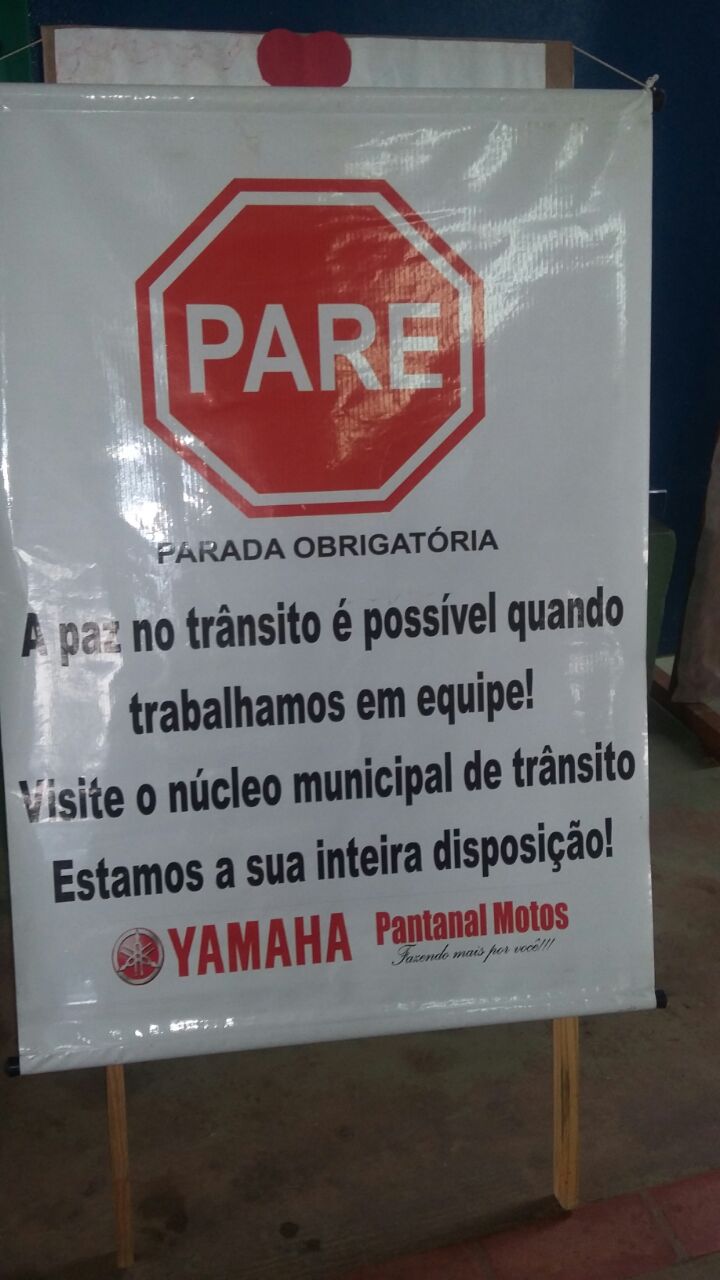 PARE
PARADA OBRIGATÓRIA
A paz no trânsito é possível quando
trabalhamos em equipe!
Visite o núcleo municipal de trânsito
Estamos a sua inteira disposição!
YAMAHA Pantanal Motos
Fazendo mais por você!!!